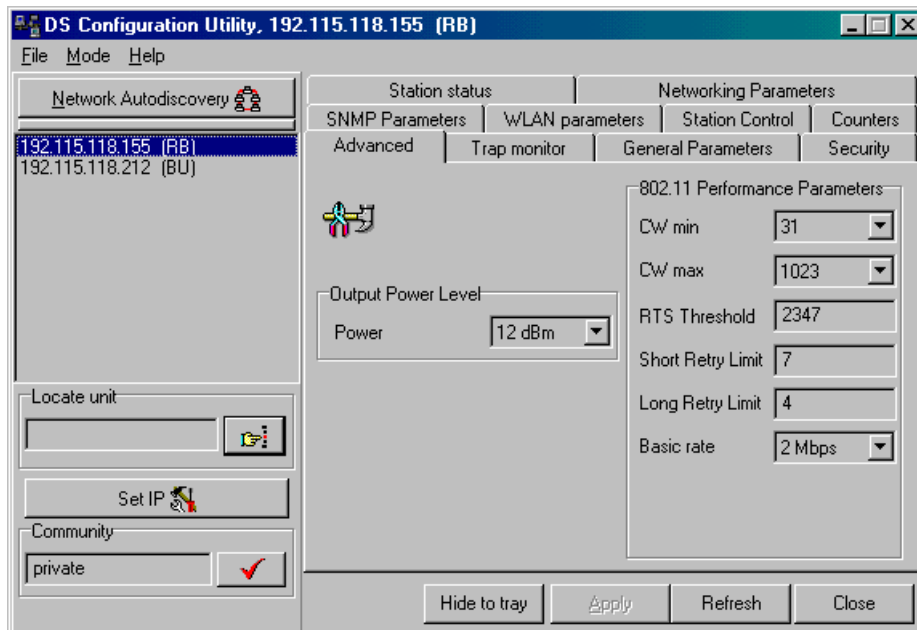 DS Configuration Utility, 192.115.118.155 (RB)
File Mode Help
Network Autodiscovery
192.115.118.155 (RB)
192.115.118.212 (BU)
Locate unit
Set IP
Community
private
Station status Networking Parameters
SNMP Parameters WLAN parameters Station Control Counters
Advanced Trap monitor General Parameters Security
Output Power Level
Power 12 dBm
802.11 Performance Parameters
CW min 31
CW max 1023
RTS Threshold 2347
Short Retry Limit 7
Long Retry Limit 4
Basic rate 2 Mbps
Hide to tray Apply Refresh Close